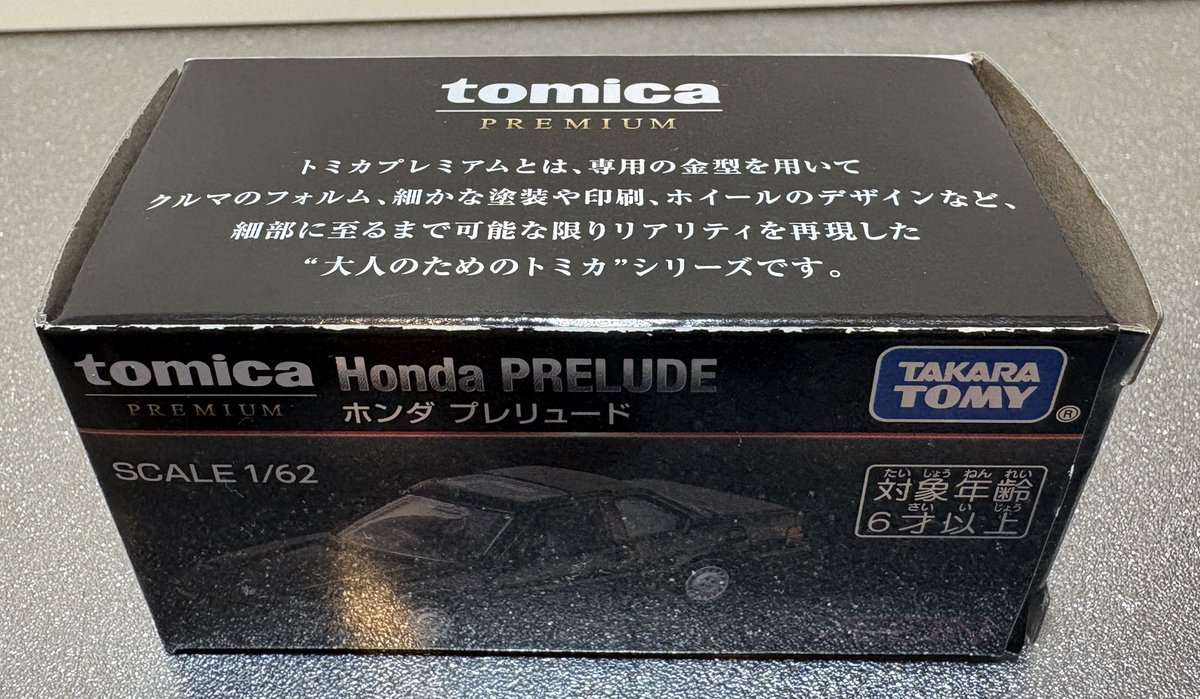 tomica
PREMIUM
トミカプレミアムとは、専用の金型を用いて
クルマのフォルム、細かな塗装や印刷、ホイールのデザインなど、
細部に至るまで可能な限りリアリティを再現した
“大人のためのトミカ”シリーズです。
tomica
PREMIUM
Honda PRELUDE
ホンダ プレリュード
TAKARA
TOMY
®
SCALE 1/62
たいしょうねんれい
対象年齢
さいいじょう
6才以上